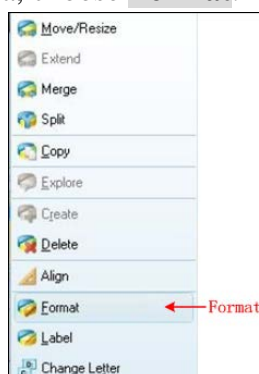 Move/Resize
Extend
Merge
Split
Copy
Explore
Create
Delete
Align
Format
Format
Label
Change Letter